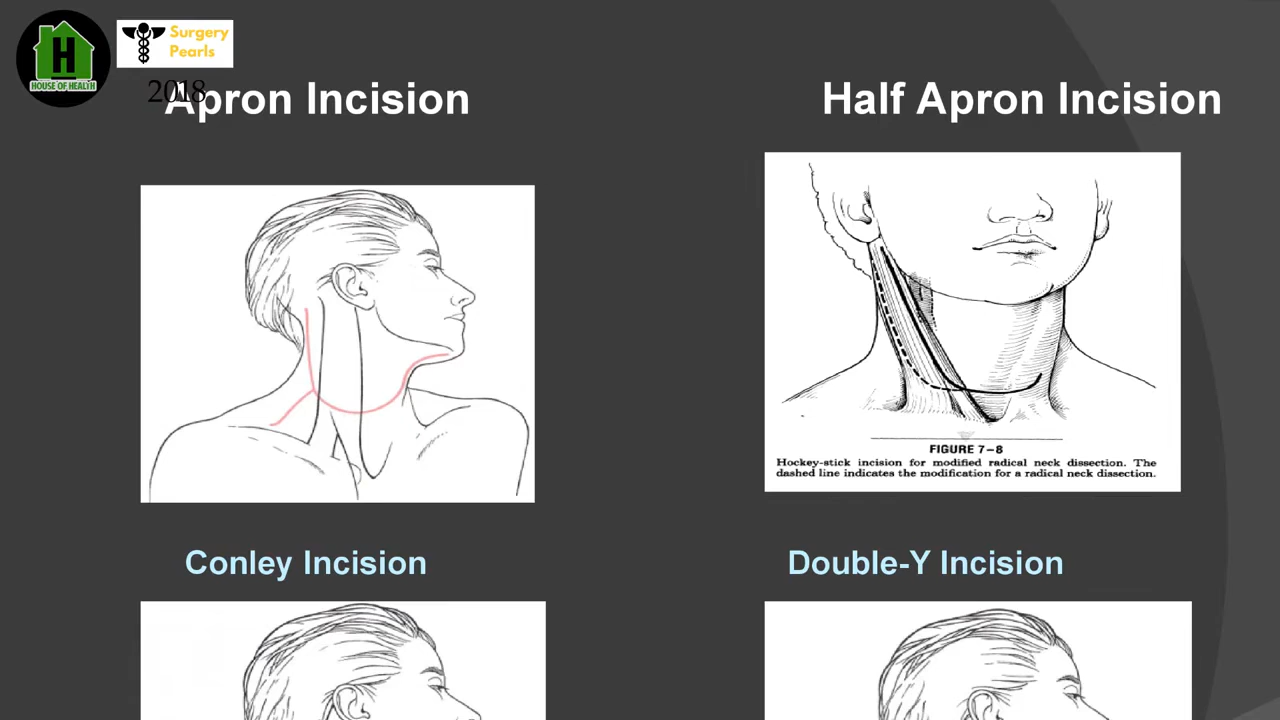 H
HOUSE OF HEALTH
Surgery
Pearls
2018
Apron Incision
Half Apron Incision
FIGURE 7–8
Hockey-stick incision for modified radical neck dissection. The
dashed line indicates the modification for a radical neck dissection.
Conley Incision
Double-Y Incision